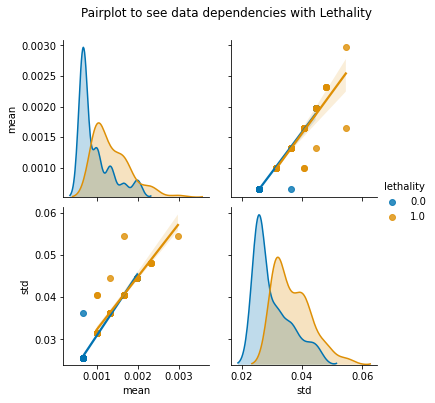 Pairplot to see data dependencies with Lethality
0.0030
0.0025
0.0020
0.0015
0.0010
mean
lethality
0.0
1.0
0.06
0.05
0.04
0.03
std
0.001 0.002 0.003
0.02 0.04 0.06
mean std